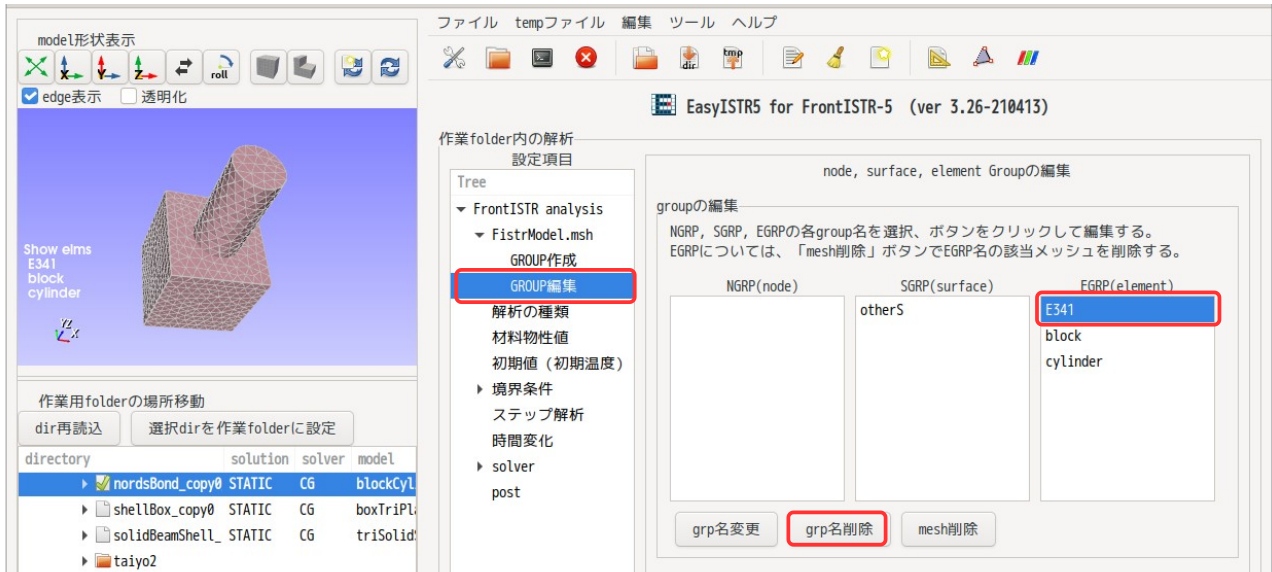 model形状表示
X
Y
Z
roll
edge表示 透明化
Show elms
E341
block
cylinder
YZ X
作業用folderの場所移動
dir再読込 選択dirを作業folderに設定
directory solution solver model
nordsBond_copy0 STATIC CG blockCyl
shellBox_copy0 STATIC CG boxTriPl
solidBeamShell_ STATIC CG triSolid
taiyo2
ファイル tempファイル 編集 ツール ヘルプ
dir tmp
EasyISTR5 for FrontISTR-5 (ver 3.26-210413)
作業folder内の解析
設定項目
Tree
FrontISTR analysis
FistrModel.msh
GROUP作成
GROUP編集
解析の種類
材料物性値
初期値（初期温度）
境界条件
ステップ解析
時間変化
solver
post
node, surface, element Groupの編集
groupの編集
NGRP, SGRP, EGRPの各group名を選択、ボタンをクリックして編集する。
EGRPについては、「mesh削除」ボタンでEGRP名の該当メッシュを削除する。
NGRP(node) SGRP(surface) EGRP(element)
otherS E341
block
cylinder
grp名変更 grp名削除 mesh削除